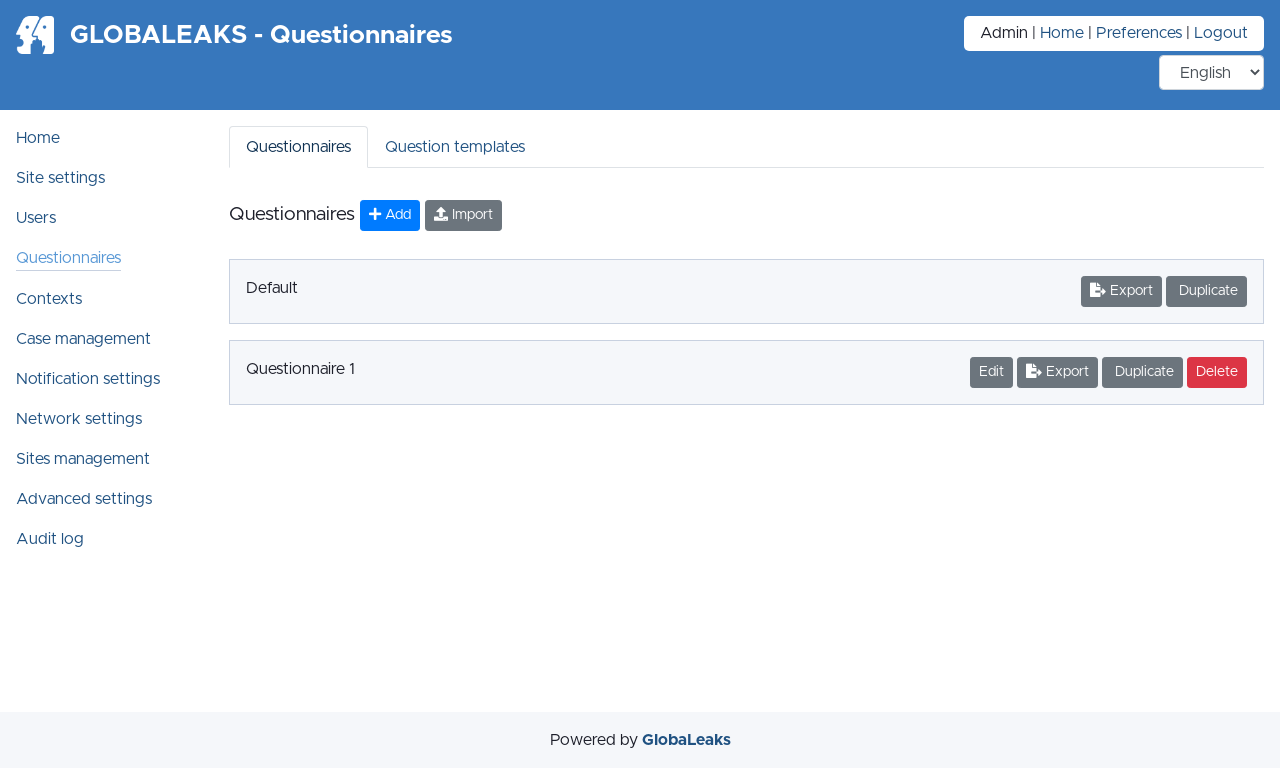 GLOBALEAKS - Questionnaires
Admin | Home | Preferences | Logout
English
Home
Site settings
Users
Questionnaires
Contexts
Case management
Notification settings
Network settings
Sites management
Advanced settings
Audit log
Questionnaires Question templates
Questionnaires Add Import
Default Export Duplicate
Questionnaire 1 Edit Export Duplicate Delete
Powered by GlobaLeaks